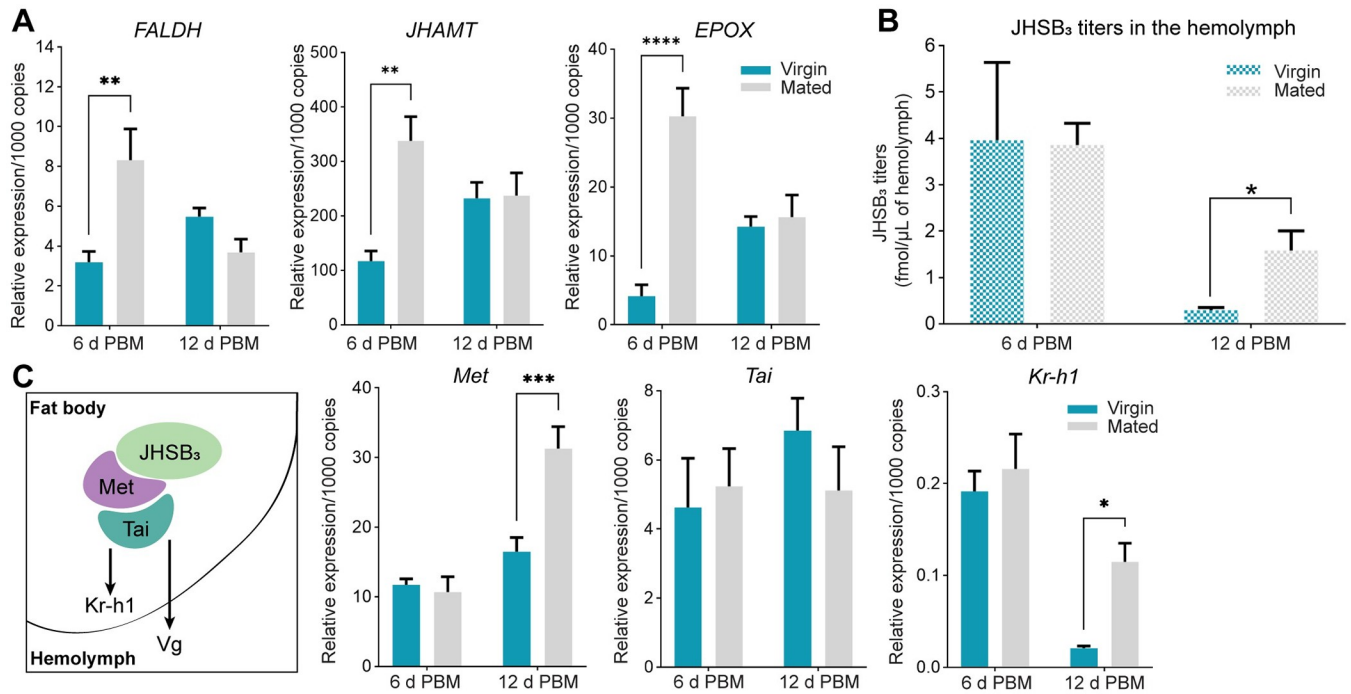 A
FALDH
Relative expression/1000 copies
12
10
8
6
4
2
0
**
6 d PBM
12 d PBM
JHAMT
Relative expression/1000 copies
500
400
300
200
100
0
**
6 d PBM
12 d PBM
EPOX
Relative expression/1000 copies
40
30
20
10
0
****
Virgin
Mated
6 d PBM
12 d PBM
B
JHSB₃ titers in the hemolymph
JHSB₃ titers
(fmol/µL of hemolymph)
6
5
4
3
2
1
0
Virgin
Mated
*
6 d PBM
12 d PBM
C
Fat body
JHSB₃
Met
Tai
Kr-h1
Vg
Hemolymph
Met
Relative expression/1000 copies
40
30
20
10
0
***
6 d PBM
12 d PBM
Tai
Relative expression/1000 copies
8
6
4
2
0
6 d PBM
12 d PBM
Kr-h1
Relative expression/1000 copies
0.3
0.2
0.1
0.0
Virgin
Mated
*
6 d PBM
12 d PBM